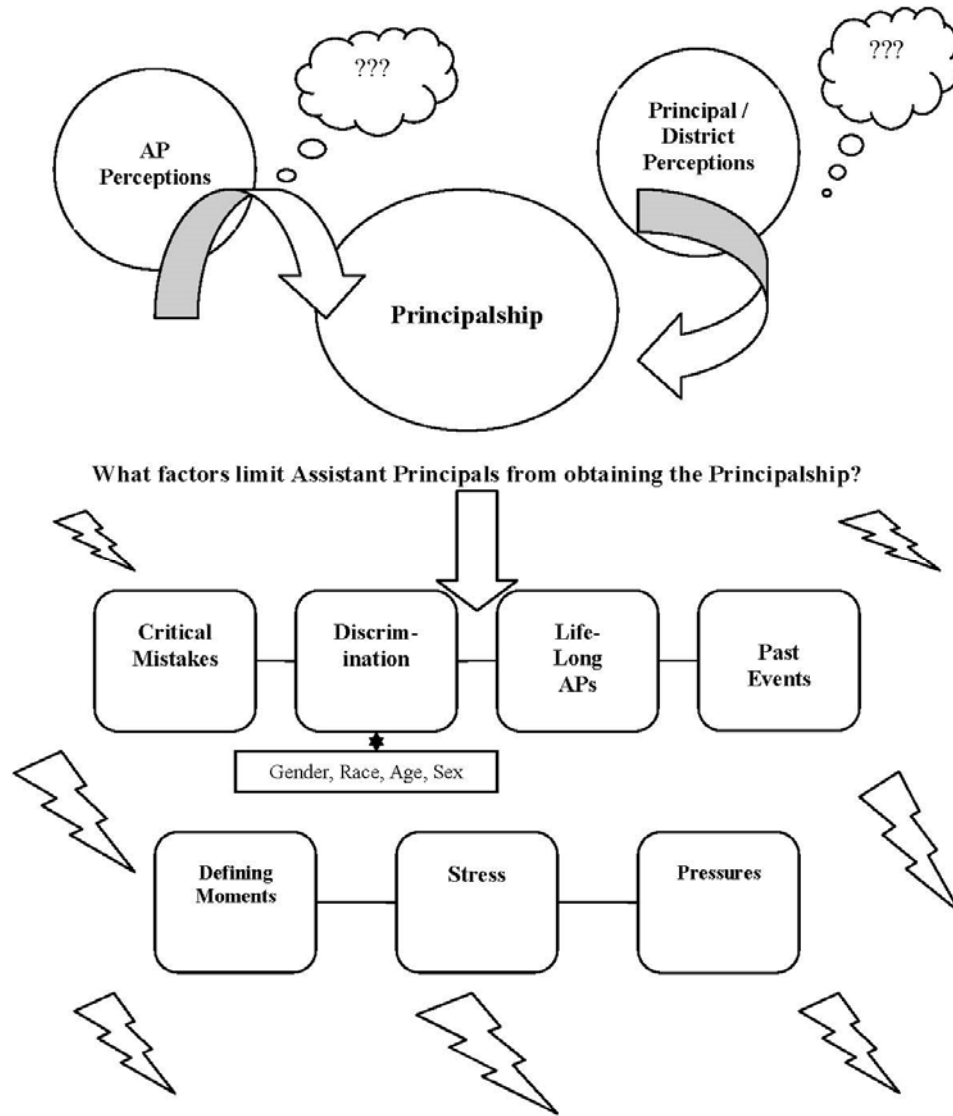 ???
???
AP
Perceptions
Principal /
District
Perceptions
Principalship
What factors limit Assistant Principals from obtaining the Principalship?
Critical
Mistakes
Discrim-
ination
Life-
Long
APs
Past
Events
Gender, Race, Age, Sex
Defining
Moments
Stress
Pressures